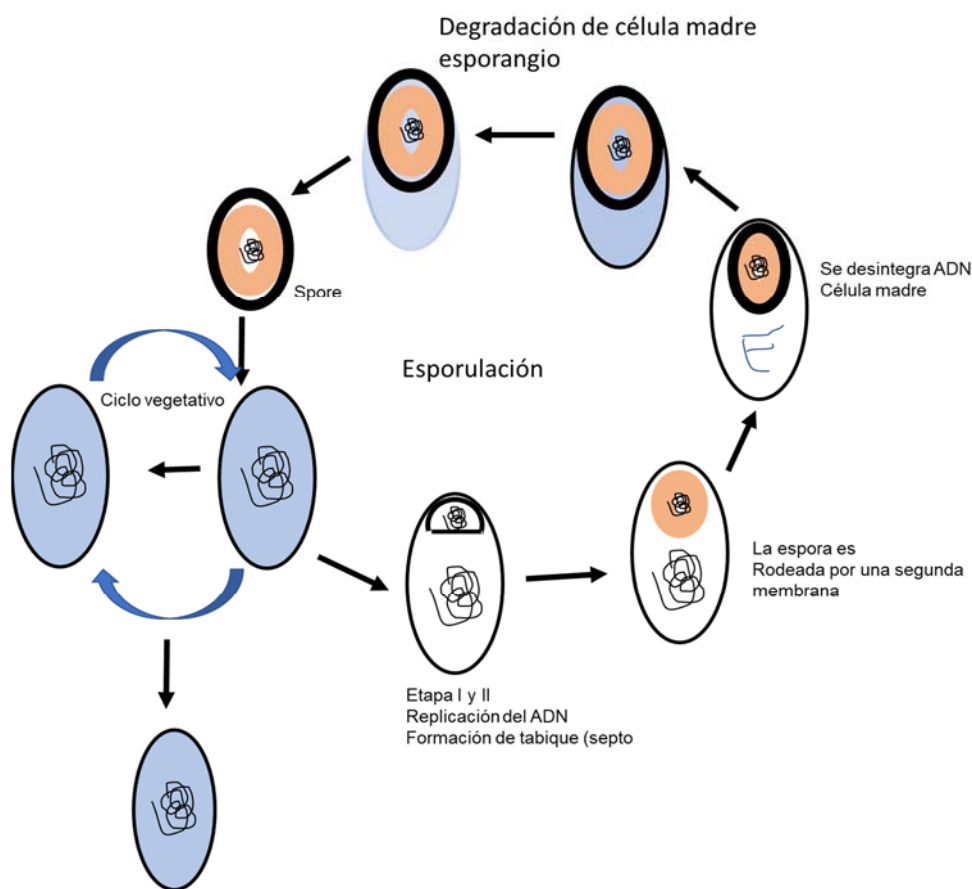 Degradación de célula madre
esporangio
Se desintegra ADN
Célula madre
Spore
Esporulación
Ciclo vegetativo
La espora es
Rodeada por una segunda
membrana
Etapa I y II
Replicación del ADN
Formación de tabique (septo